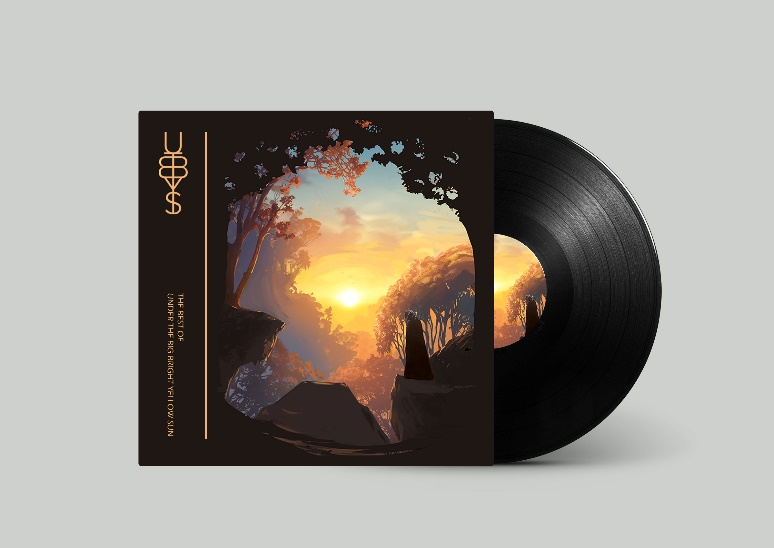 UBBYS
THE BEST OF
UNDER THE BIG BRIGHT YELLOW SUN